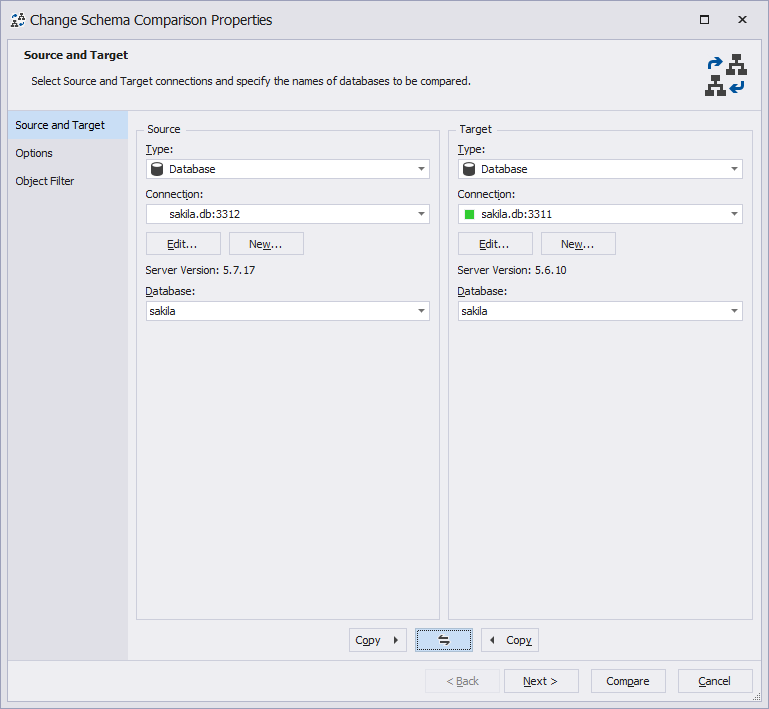 Change Schema Comparison Properties
Source and Target
Select Source and Target connections and specify the names of databases to be compared.
Source and Target
Options
Object Filter
Source
Type:
Database
Connection:
sakila.db:3312
Edit... New...
Server Version: 5.7.17
Database:
sakila
Target
Type:
Database
Connection:
sakila.db:3311
Edit... New...
Server Version: 5.6.10
Database:
sakila
Copy Copy
< Back Next > Compare Cancel